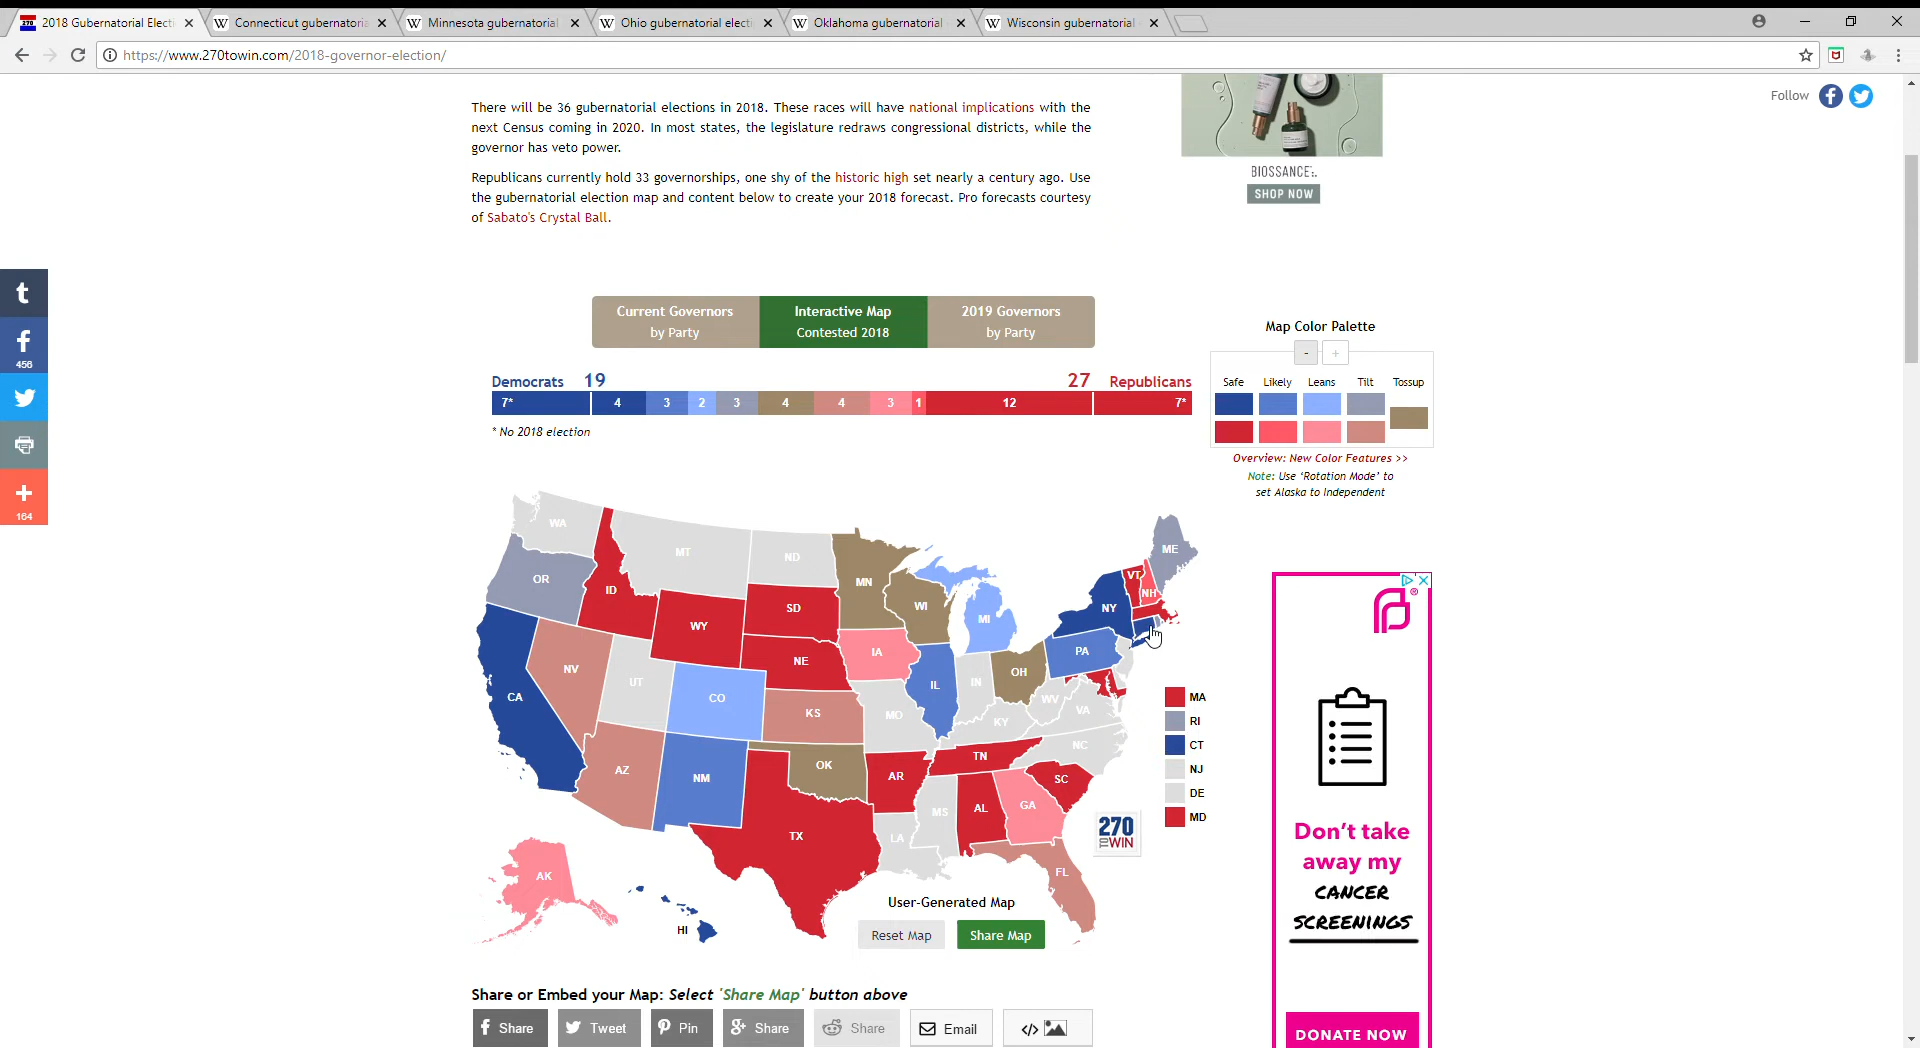 2018 Gubernatorial Electi
Connecticut gubernatoria
Minnesota gubernatorial
Ohio gubernatorial electi
Oklahoma gubernatorial
Wisconsin gubernatorial
https://www.270towin.com/2018-governor-election/
There will be 36 gubernatorial elections in 2018. These races will have national implications with the
next Census coming in 2020. In most states, the legislature redraws congressional districts, while the
governor has veto power.
Republicans currently hold 33 governorships, one shy of the historic high set nearly a century ago. Use
the gubernatorial election map and content below to create your 2018 forecast. Pro forecasts courtesy
of Sabato's Crystal Ball.
BIOSSANCE
SHOP NOW
Follow
456
164
Current Governors
by Party
Interactive Map
Contested 2018
2019 Governors
by Party
Democrats 19
27 Republicans
7* 4 3 2 3 4 4 3 1 12 7*
* No 2018 election
Map Color Palette
- +
Safe Likely Leans Tilt Tossup
Overview: New Color Features >>
Note: Use ‘Rotation Mode’ to
set Alaska to Independent
WA
MT
ND
ME
OR
ID
MN
VT
NH
SD
WI
NY
WY
MI
IA
PA
NE
NV
UT
CO
IL
IN
OH
CA
KS
MO
WV
VA
KY
NC
AZ
NM
OK
TN
AR
SC
MS
AL
GA
TX
LA
FL
AK
HI
MA
RI
CT
NJ
DE
MD
270
TO WIN
User-Generated Map
Reset Map
Share Map
Share or Embed your Map: Select 'Share Map' button above
Share
Tweet
Pin
Share
Share
Email
Don’t take
away my
CANCER
SCREENINGS
DONATE NOW